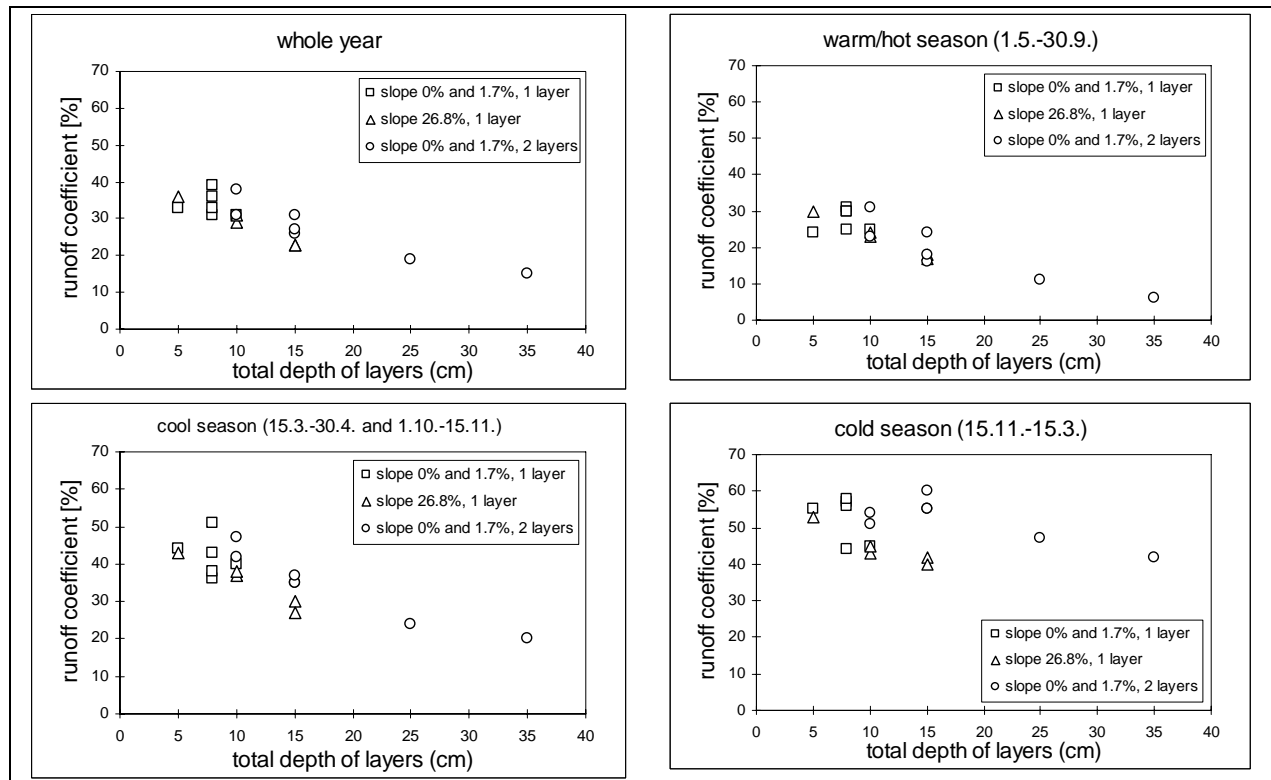 whole year
70
60
50
40
30
20
10
0
runoff coefficient [%]
slope 0% and 1.7%, 1 layer
slope 26.8%, 1 layer
slope 0% and 1.7%, 2 layers
0 5 10 15 20 25 30 35 40
total depth of layers (cm)
warm/hot season (1.5.-30.9.)
70
60
50
40
30
20
10
0
runoff coefficient [%]
slope 0% and 1.7%, 1 layer
slope 26.8%, 1 layer
slope 0% and 1.7%, 2 layers
0 5 10 15 20 25 30 35 40
total depth of layers (cm)
cool season (15.3.-30.4. and 1.10.-15.11.)
70
60
50
40
30
20
10
0
runoff coefficient [%]
slope 0% and 1.7%, 1 layer
slope 26.8%, 1 layer
slope 0% and 1.7%, 2 layers
0 5 10 15 20 25 30 35 40
total depth of layers (cm)
cold season (15.11.-15.3.)
70
60
50
40
30
20
10
0
runoff coefficient [%]
slope 0% and 1.7%, 1 layer
slope 26.8%, 1 layer
slope 0% and 1.7%, 2 layers
0 5 10 15 20 25 30 35 40
total depth of layers (cm)